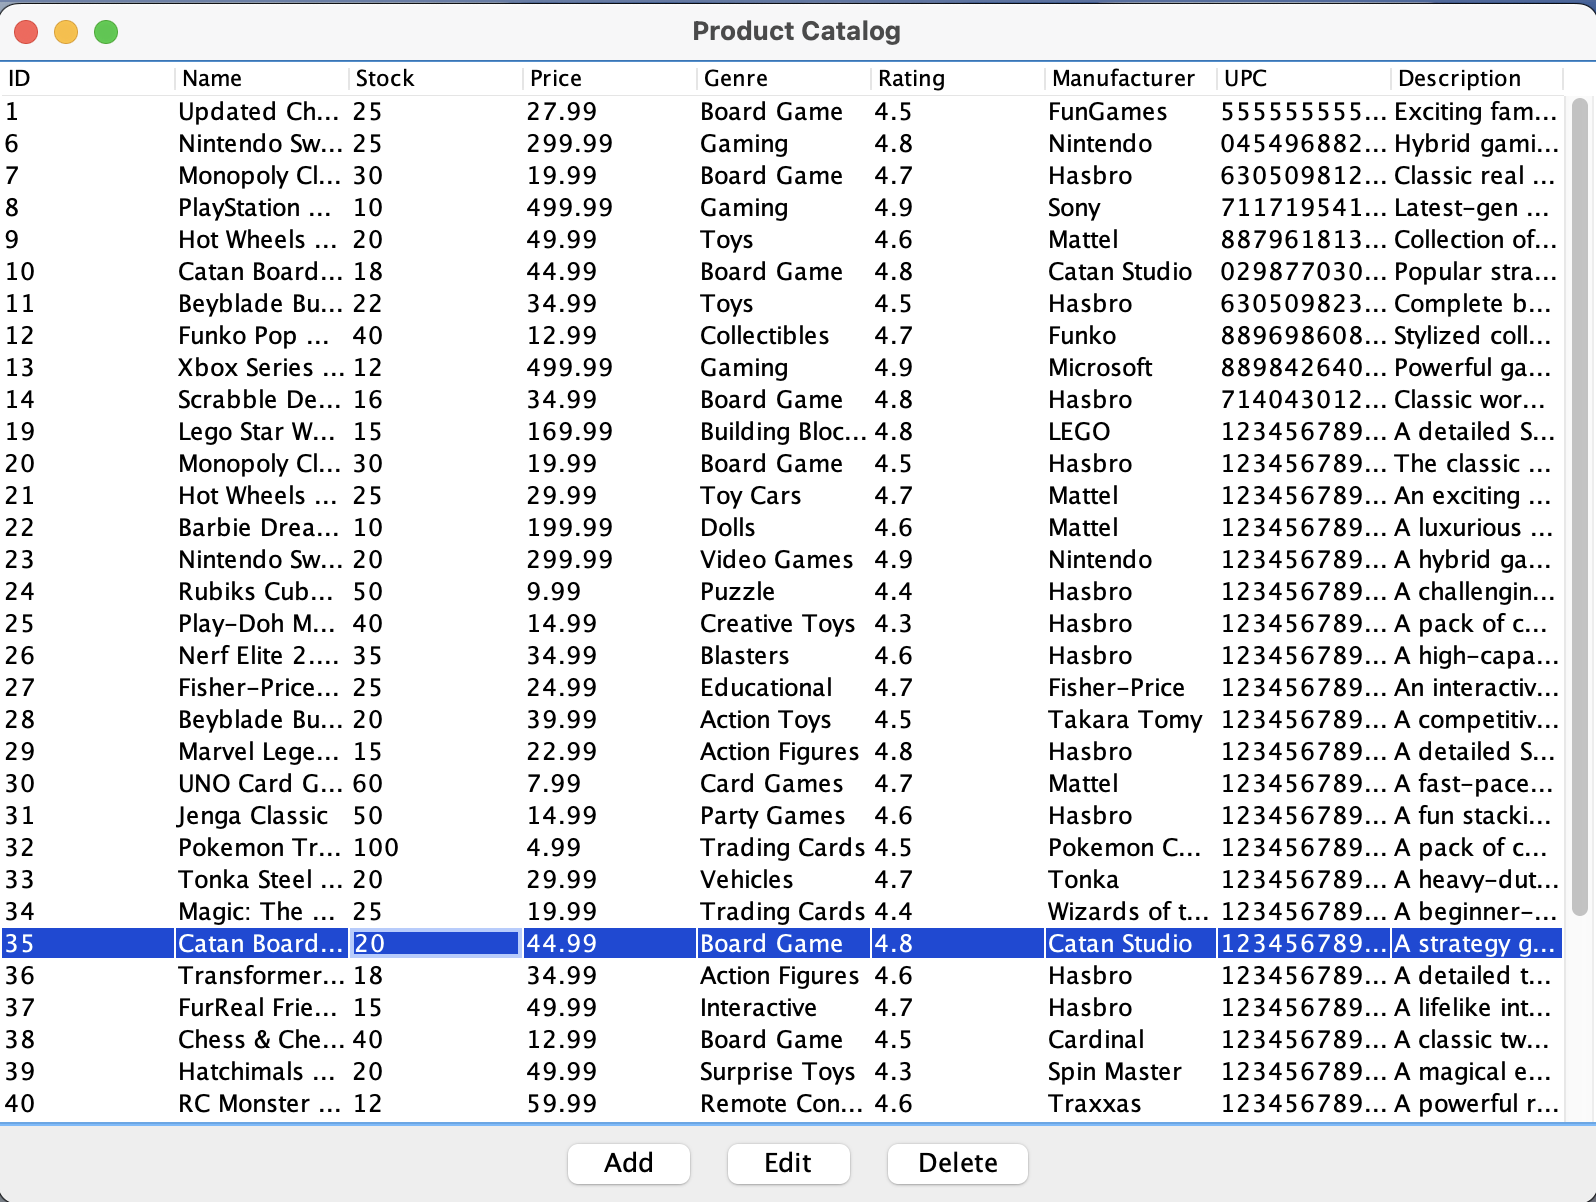 Product Catalog
ID Name Stock Price Genre Rating Manufacturer UPC Description
1 Updated Ch... 25 27.99 Board Game 4.5 FunGames 555555555... Exciting fam...
6 Nintendo Sw... 25 299.99 Gaming 4.8 Nintendo 045496882... Hybrid gami...
7 Monopoly Cl... 30 19.99 Board Game 4.7 Hasbro 630509812... Classic real ...
8 PlayStation ... 10 499.99 Gaming 4.9 Sony 711719541... Latest-gen ...
9 Hot Wheels ... 20 49.99 Toys 4.6 Mattel 887961813... Collection of...
10 Catan Board... 18 44.99 Board Game 4.8 Catan Studio 029877030... Popular stra...
11 Beyblade Bu... 22 34.99 Toys 4.5 Hasbro 630509823... Complete b...
12 Funko Pop ... 40 12.99 Collectibles 4.7 Funko 889698608... Stylized coll...
13 Xbox Series ... 12 499.99 Gaming 4.9 Microsoft 889842640... Powerful ga...
14 Scrabble De... 16 34.99 Board Game 4.8 Hasbro 714043012... Classic wor...
19 Lego Star W... 15 169.99 Building Bloc... 4.8 LEGO 123456789... A detailed S...
20 Monopoly Cl... 30 19.99 Board Game 4.5 Hasbro 123456789... The classic ...
21 Hot Wheels ... 25 29.99 Toy Cars 4.7 Mattel 123456789... An exciting ...
22 Barbie Drea... 10 199.99 Dolls 4.6 Mattel 123456789... A luxurious ...
23 Nintendo Sw... 20 299.99 Video Games 4.9 Nintendo 123456789... A hybrid ga...
24 Rubiks Cub... 50 9.99 Puzzle 4.4 Hasbro 123456789... A challengin...
25 Play-Doh M... 40 14.99 Creative Toys 4.3 Hasbro 123456789... A pack of c...
26 Nerf Elite 2.... 35 34.99 Blasters 4.6 Hasbro 123456789... A high-capa...
27 Fisher-Price... 25 24.99 Educational 4.7 Fisher-Price 123456789... An interactiv...
28 Beyblade Bu... 20 39.99 Action Toys 4.5 Takara Tomy 123456789... A competitiv...
29 Marvel Lege... 15 22.99 Action Figures 4.8 Hasbro 123456789... A detailed S...
30 UNO Card G... 60 7.99 Card Games 4.7 Mattel 123456789... A fast-pace...
31 Jenga Classic 50 14.99 Party Games 4.6 Hasbro 123456789... A fun stacki...
32 Pokemon Tr... 100 4.99 Trading Cards 4.5 Pokemon C... 123456789... A pack of c...
33 Tonka Steel ... 20 29.99 Vehicles 4.7 Tonka 123456789... A heavy-dut...
34 Magic: The ... 25 19.99 Trading Cards 4.4 Wizards of t... 123456789... A beginner-...
35 Catan Board... 20 44.99 Board Game 4.8 Catan Studio 123456789... A strategy g...
36 Transformer... 18 34.99 Action Figures 4.6 Hasbro 123456789... A detailed t...
37 FurReal Frie... 15 49.99 Interactive 4.7 Hasbro 123456789... A lifelike int...
38 Chess & Che... 40 12.99 Board Game 4.5 Cardinal 123456789... A classic tw...
39 Hatchimals ... 20 49.99 Surprise Toys 4.3 Spin Master 123456789... A magical e...
40 RC Monster ... 12 59.99 Remote Con... 4.6 Traxxas 123456789... A powerful r...
Add Edit Delete